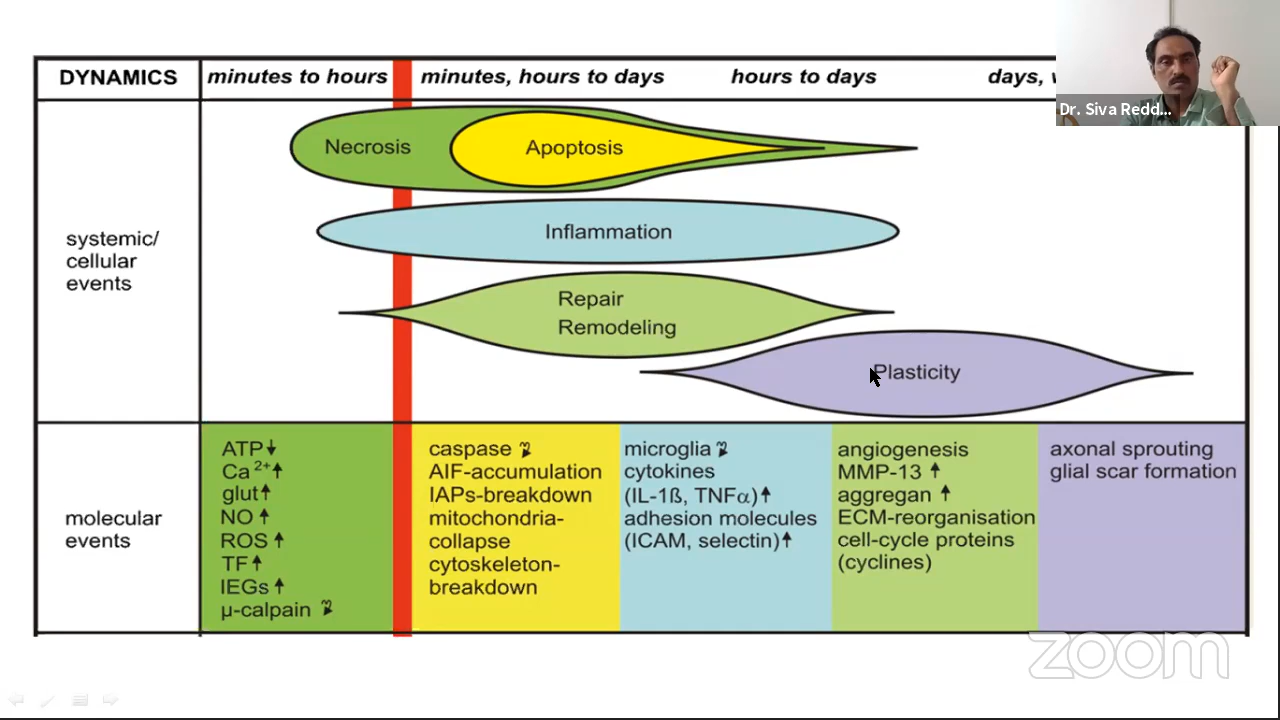 DYNAMICS
minutes to hours
minutes, hours to days
hours to days
days,
Dr. Siva Redd...
systemic/
cellular
events
Necrosis
Apoptosis
Inflammation
Repair
Remodeling
Plasticity
molecular
events
ATP↓
Ca²⁺↑
glut↑
NO↑
ROS↑
TF↑
IEGs↑
µ-calpain
caspase
AIF-accumulation
IAPs-breakdown
mitochondria-
collapse
cytoskeleton-
breakdown
microglia
cytokines
(IL-1ß, TNFα)↑
adhesion molecules
(ICAM, selectin)↑
angiogenesis
MMP-13 ↑
aggregan ↑
ECM-reorganisation
cell-cycle proteins
(cyclines)
axonal sprouting
glial scar formation
zoom